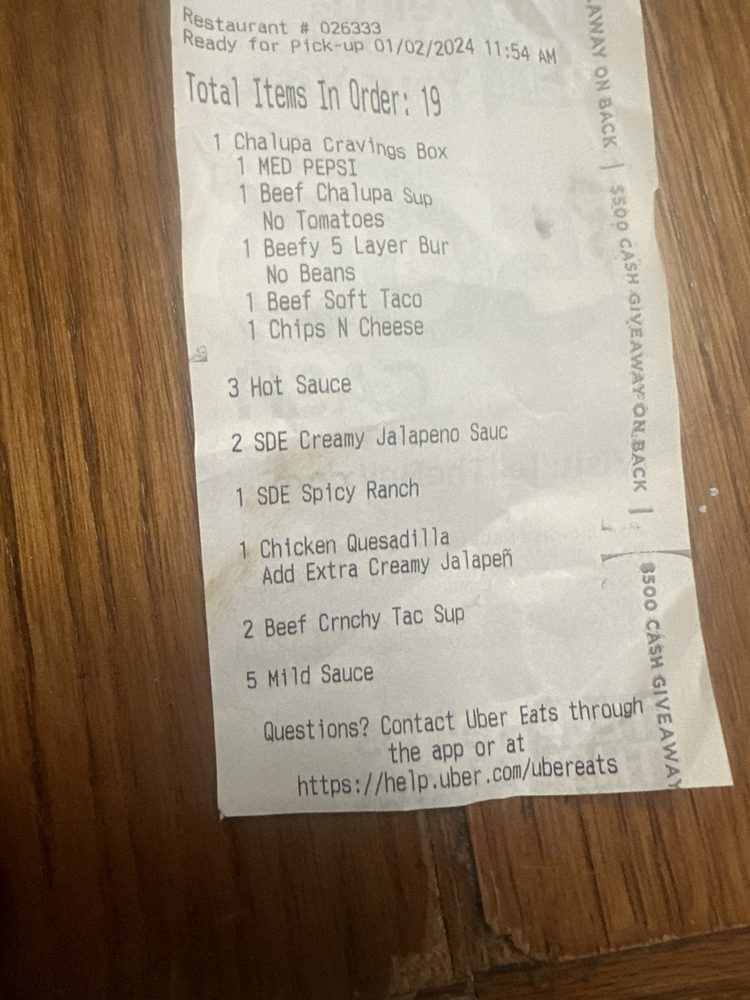 Restaurant # 026333
Ready for Pick-up 01/02/2024 11:54 AM
Total Items In Order: 19
1 Chalupa Cravings Box
1 MED PEPSI
1 Beef Chalupa Sup
No Tomatoes
1 Beefy 5 Layer Bur
No Beans
1 Beef Soft Taco
1 Chips N Cheese
3 Hot Sauce
2 SDE Creamy Jalapeno Sauc
1 SDE Spicy Ranch
1 Chicken Quesadilla
Add Extra Creamy Jalapeñ
2 Beef Crnchy Tac Sup
5 Mild Sauce
Questions? Contact Uber Eats through
the app or at
https://help.uber.com/ubereats
EAWAY ON BACK | $500 CASH GIVEAWAY ON BACK | $500 CASH GIVEAWAY